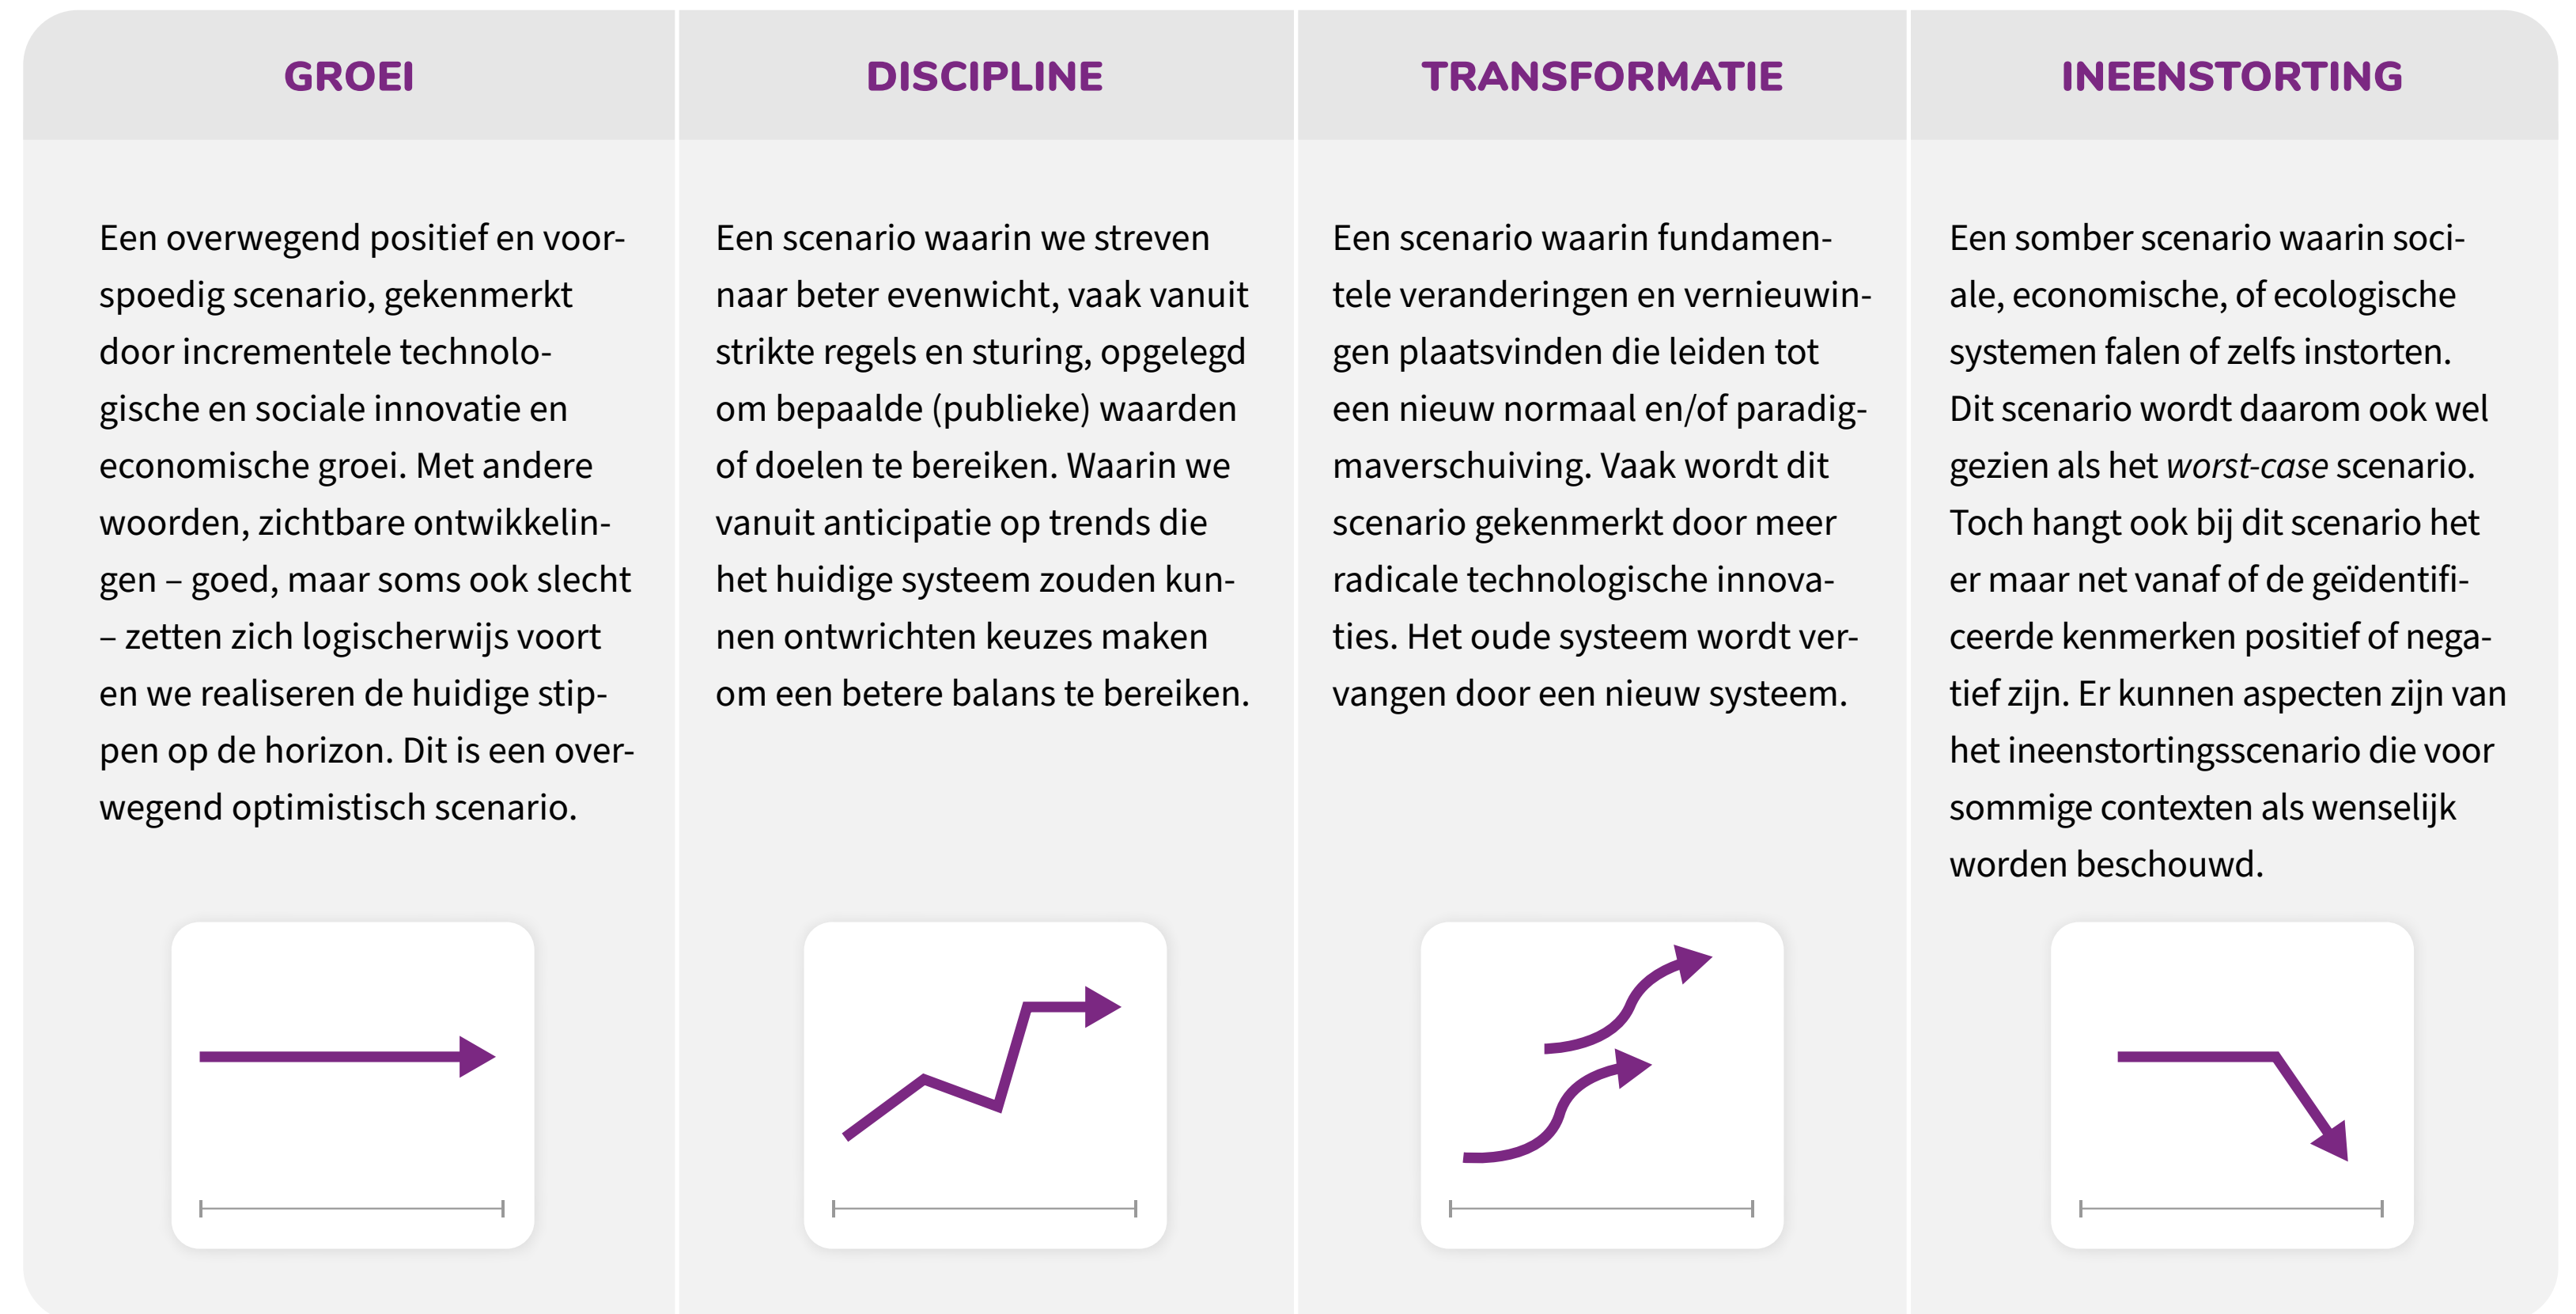 GROEI
Een overwegend positief en voor-
spoedig scenario, gekenmerkt
door incrementele technolo-
gische en sociale innovatie en
economische groei. Met andere
woorden, zichtbare ontwikkelin-
gen – goed, maar soms ook slecht
– zetten zich logischerwijs voort
en we realiseren de huidige stip-
pen op de horizon. Dit is een over-
wegend optimistisch scenario.
DISCIPLINE
Een scenario waarin we streven
naar beter evenwicht, vaak vanuit
strikte regels en sturing, opgelegd
om bepaalde (publieke) waarden
of doelen te bereiken. Waarin we
vanuit anticipatie op trends die
het huidige systeem zouden kun-
nen ontwrichten keuzes maken
om een betere balans te bereiken.
TRANSFORMATIE
Een scenario waarin fundamen-
tele veranderingen en vernieuwin-
gen plaatsvinden die leiden tot
een nieuw normaal en/of paradig-
maverschuiving. Vaak wordt dit
scenario gekenmerkt door meer
radicale technologische innova-
ties. Het oude systeem wordt ver-
vangen door een nieuw systeem.
INEENSTORTING
Een somber scenario waarin soci-
ale, economische, of ecologische
systemen falen of zelfs instorten.
Dit scenario wordt daarom ook wel
gezien als het worst-case scenario.
Toch hangt ook bij dit scenario het
er maar net vanaf of de geïdentifi-
ceerde kenmerken positief of nega-
tief zijn. Er kunnen aspecten zijn van
het ineenstortingsscenario die voor
sommige contexten als wenselijk
worden beschouwd.